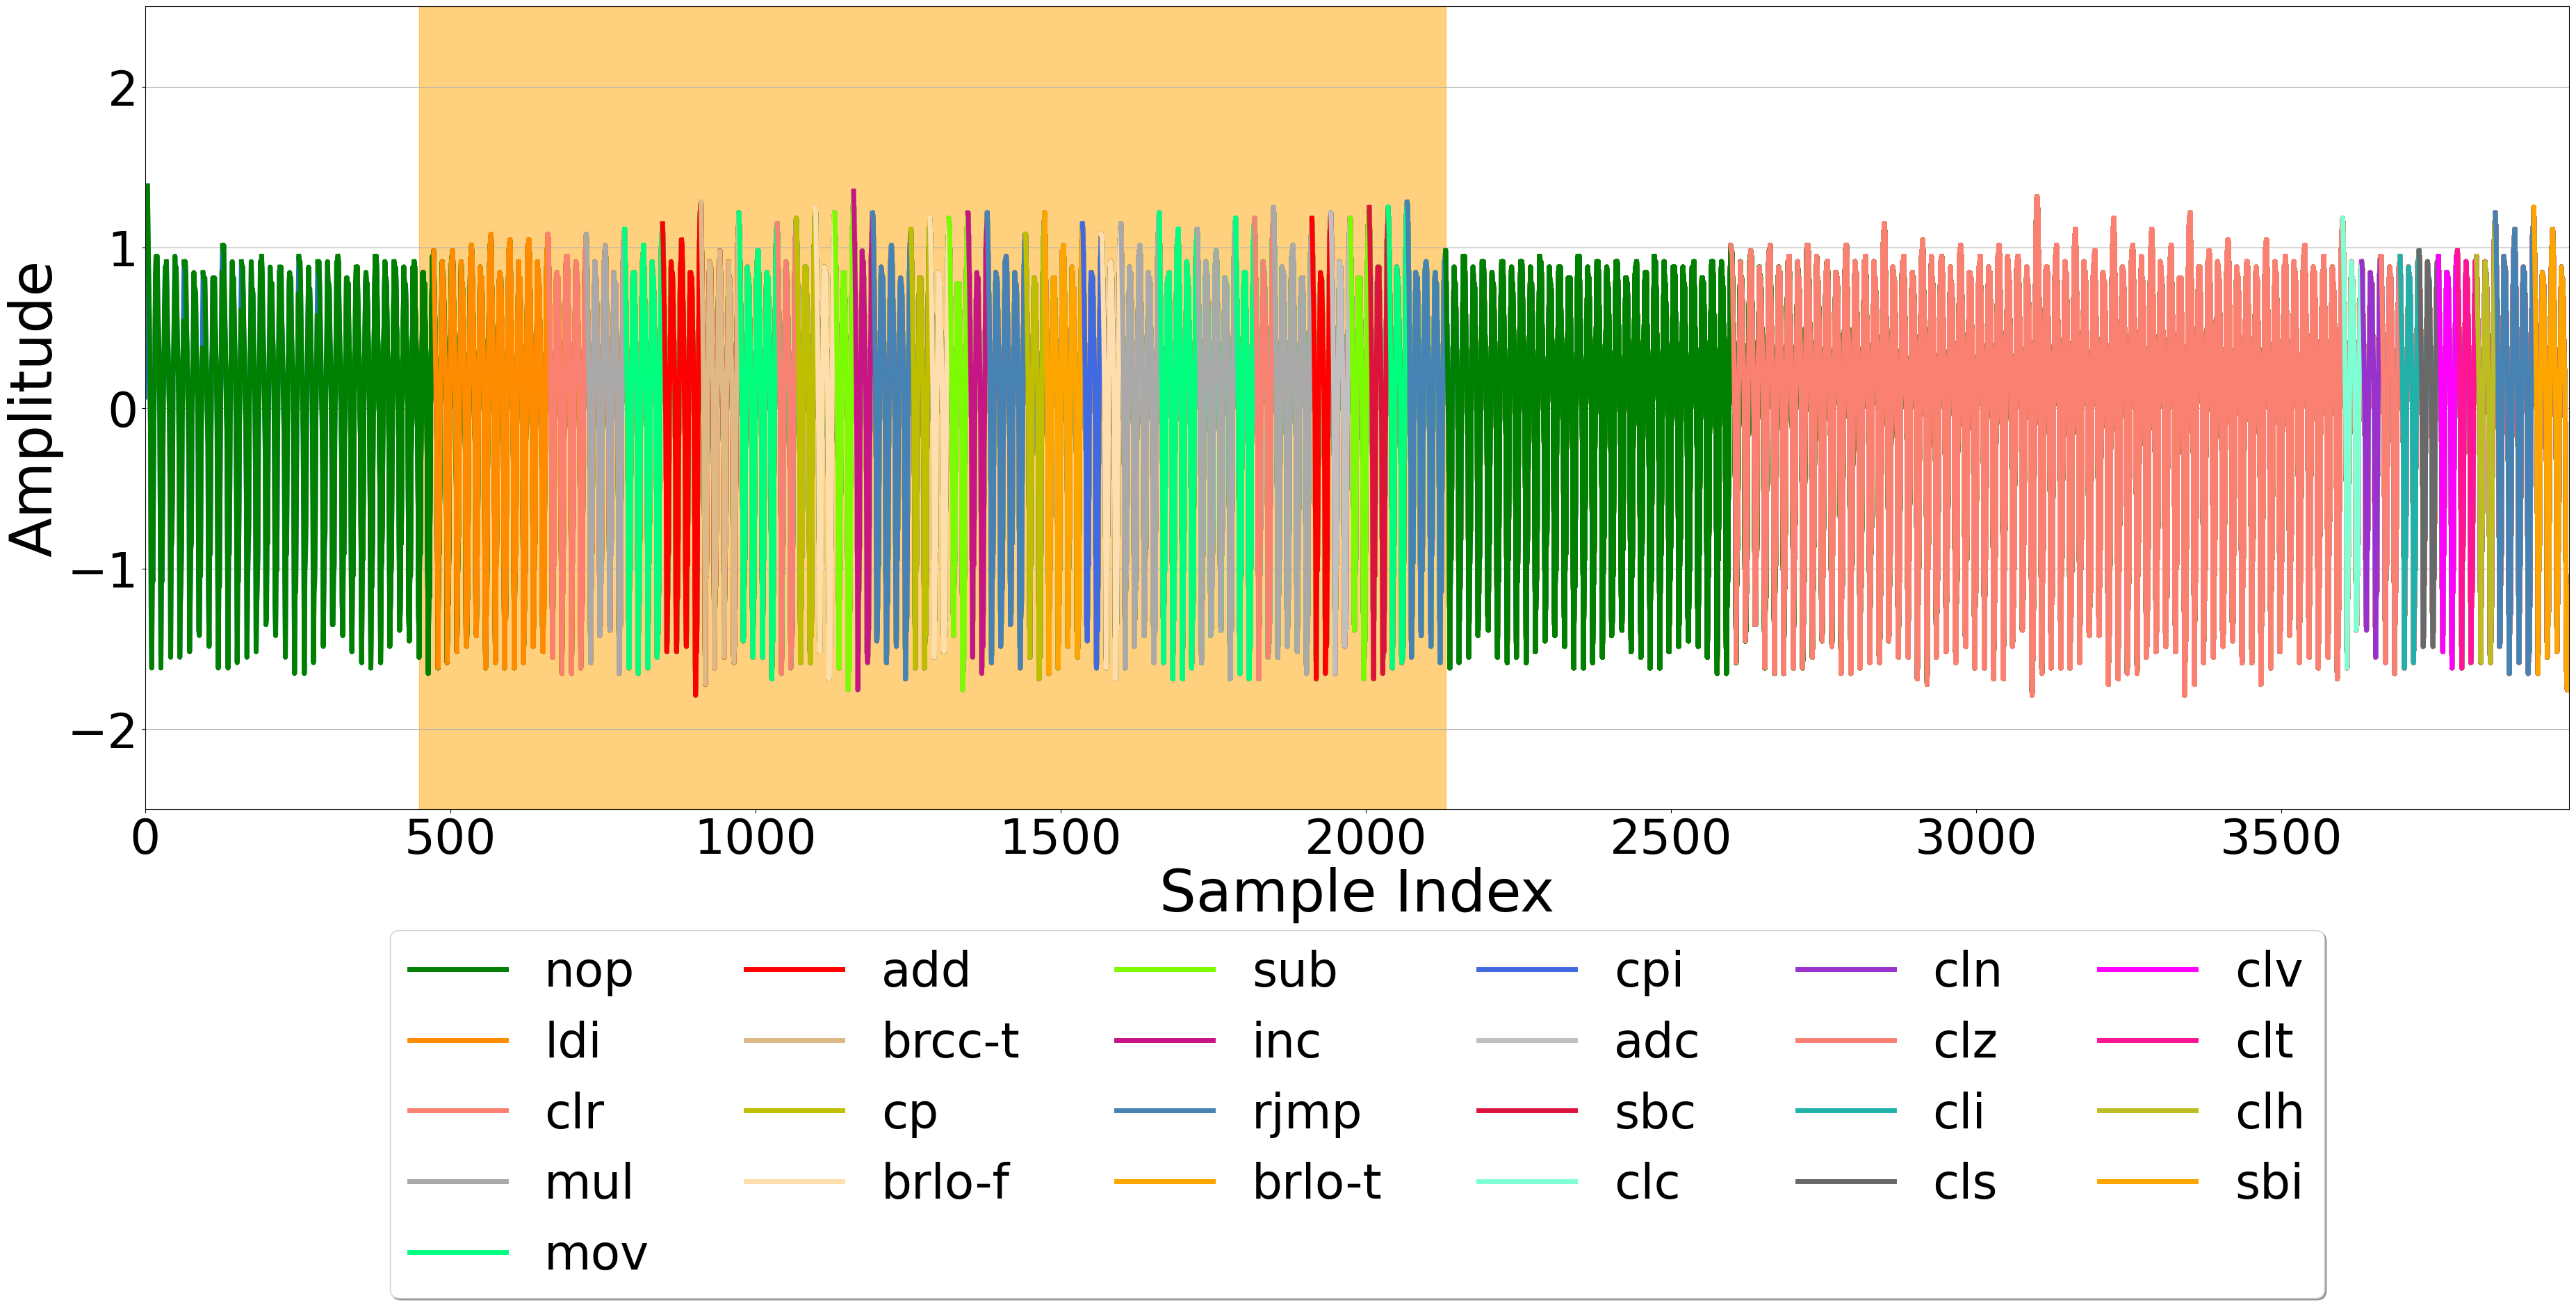 2
1
0
−1
−2
Amplitude
0 500 1000 1500 2000 2500 3000 3500
Sample Index
nop add sub cpi cln clv
ldi brcc-t inc adc clz clt
clr cp rjmp sbc cli clh
mul brlo-f brlo-t clc cls sbi
mov